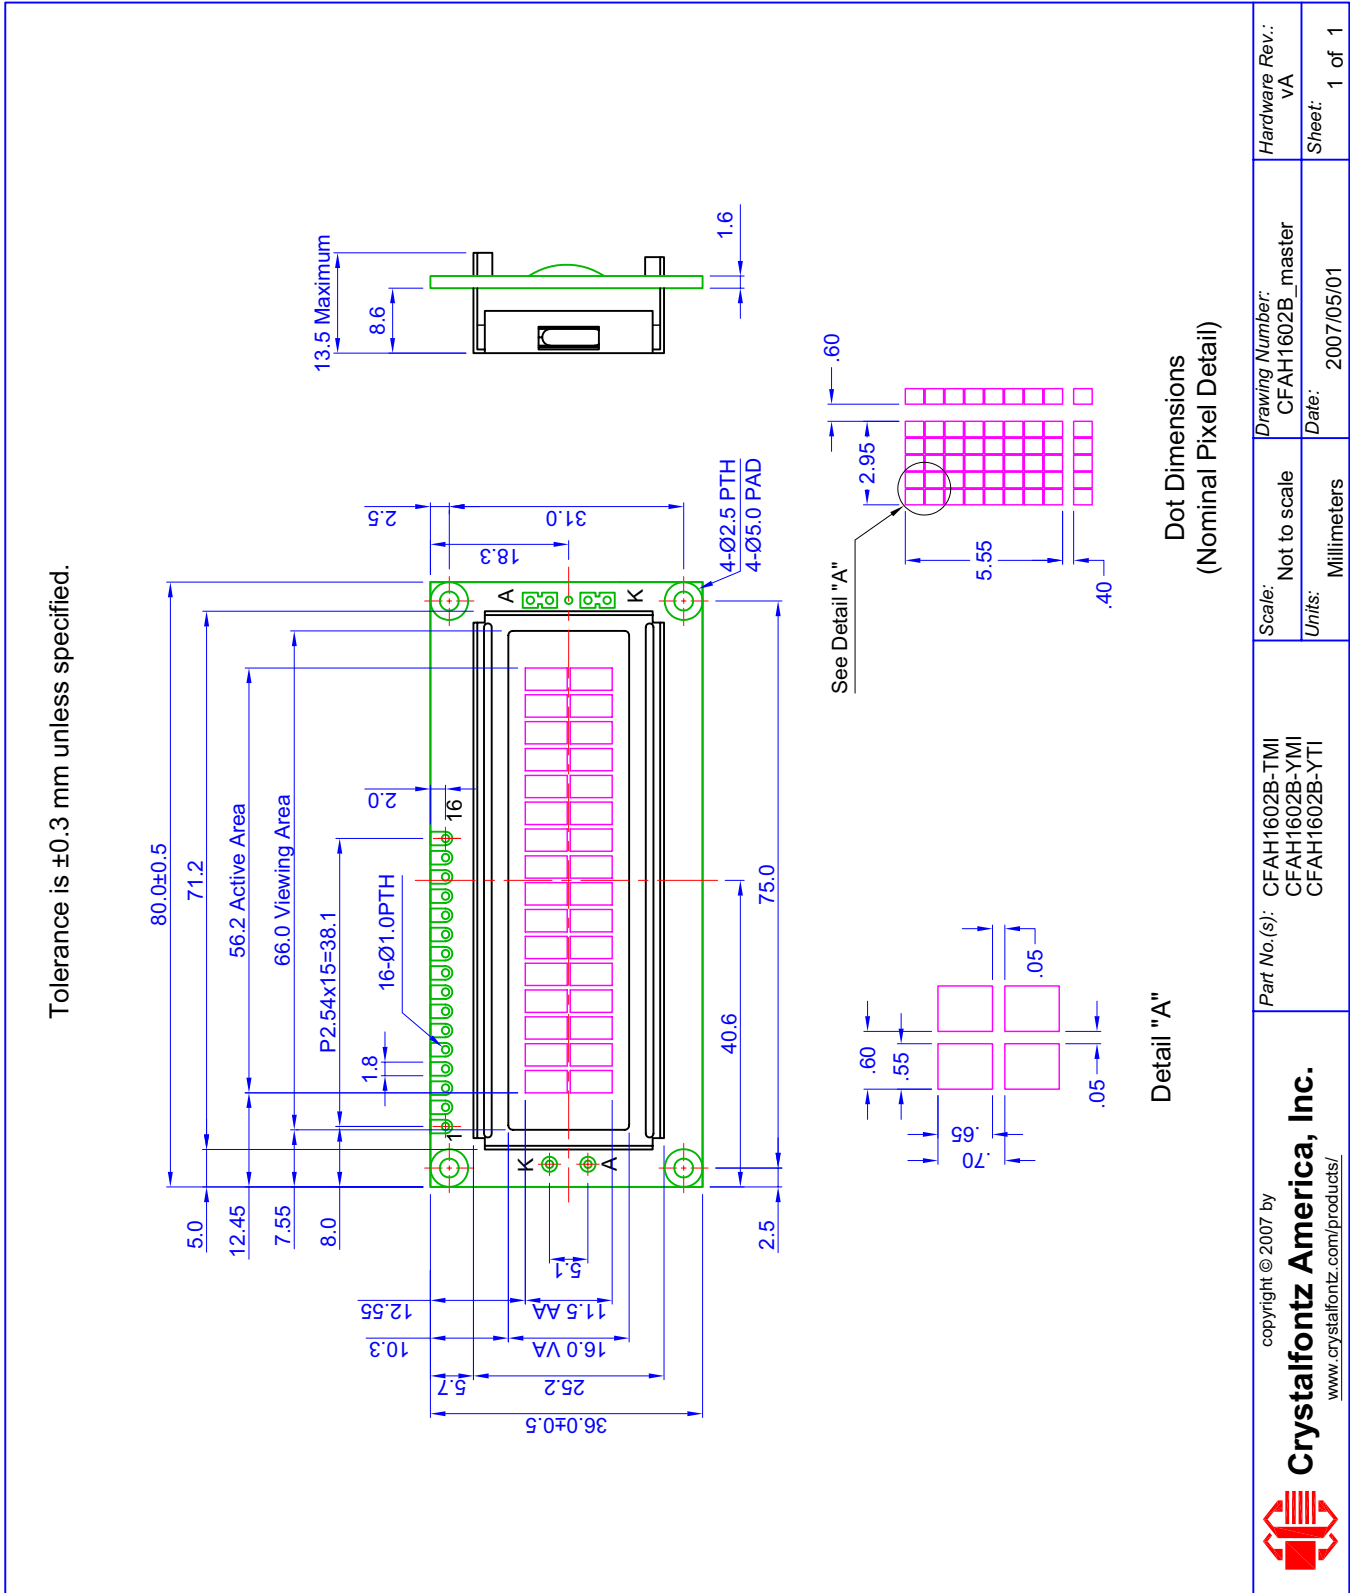 Tolerance is ±0.3 mm unless specified.
80.0±0.5
71.2
56.2 Active Area
66.0 Viewing Area
P2.54x15=38.1
1.8
16-Ø1.0PTH
2.0
5.0
12.45
7.55
8.0
1
16
2.5
18.3
31.0
A
K
K
A
4-Ø2.5 PTH
4-Ø5.0 PAD
5.1
12.55
11.5 AA
10.3
16.0 VA
5.7
25.2
36.0±0.5
40.6
75.0
2.5
13.5 Maximum
8.6
1.6
See Detail "A"
2.95
.60
5.55
.40
Dot Dimensions
(Nominal Pixel Detail)
.60
.55
.65
.70
.05
.05
Detail "A"
copyright © 2007 by
Crystalfontz America, Inc.
www.crystalfontz.com/products/
Part No.(s): CFAH1602B-TMI
CFAH1602B-YMI
CFAH1602B-YTI
Scale:
Not to scale
Units:
Millimeters
Drawing Number:
CFAH1602B_master
Date:
2007/05/01
Hardware Rev.:
vA
Sheet:
1 of 1